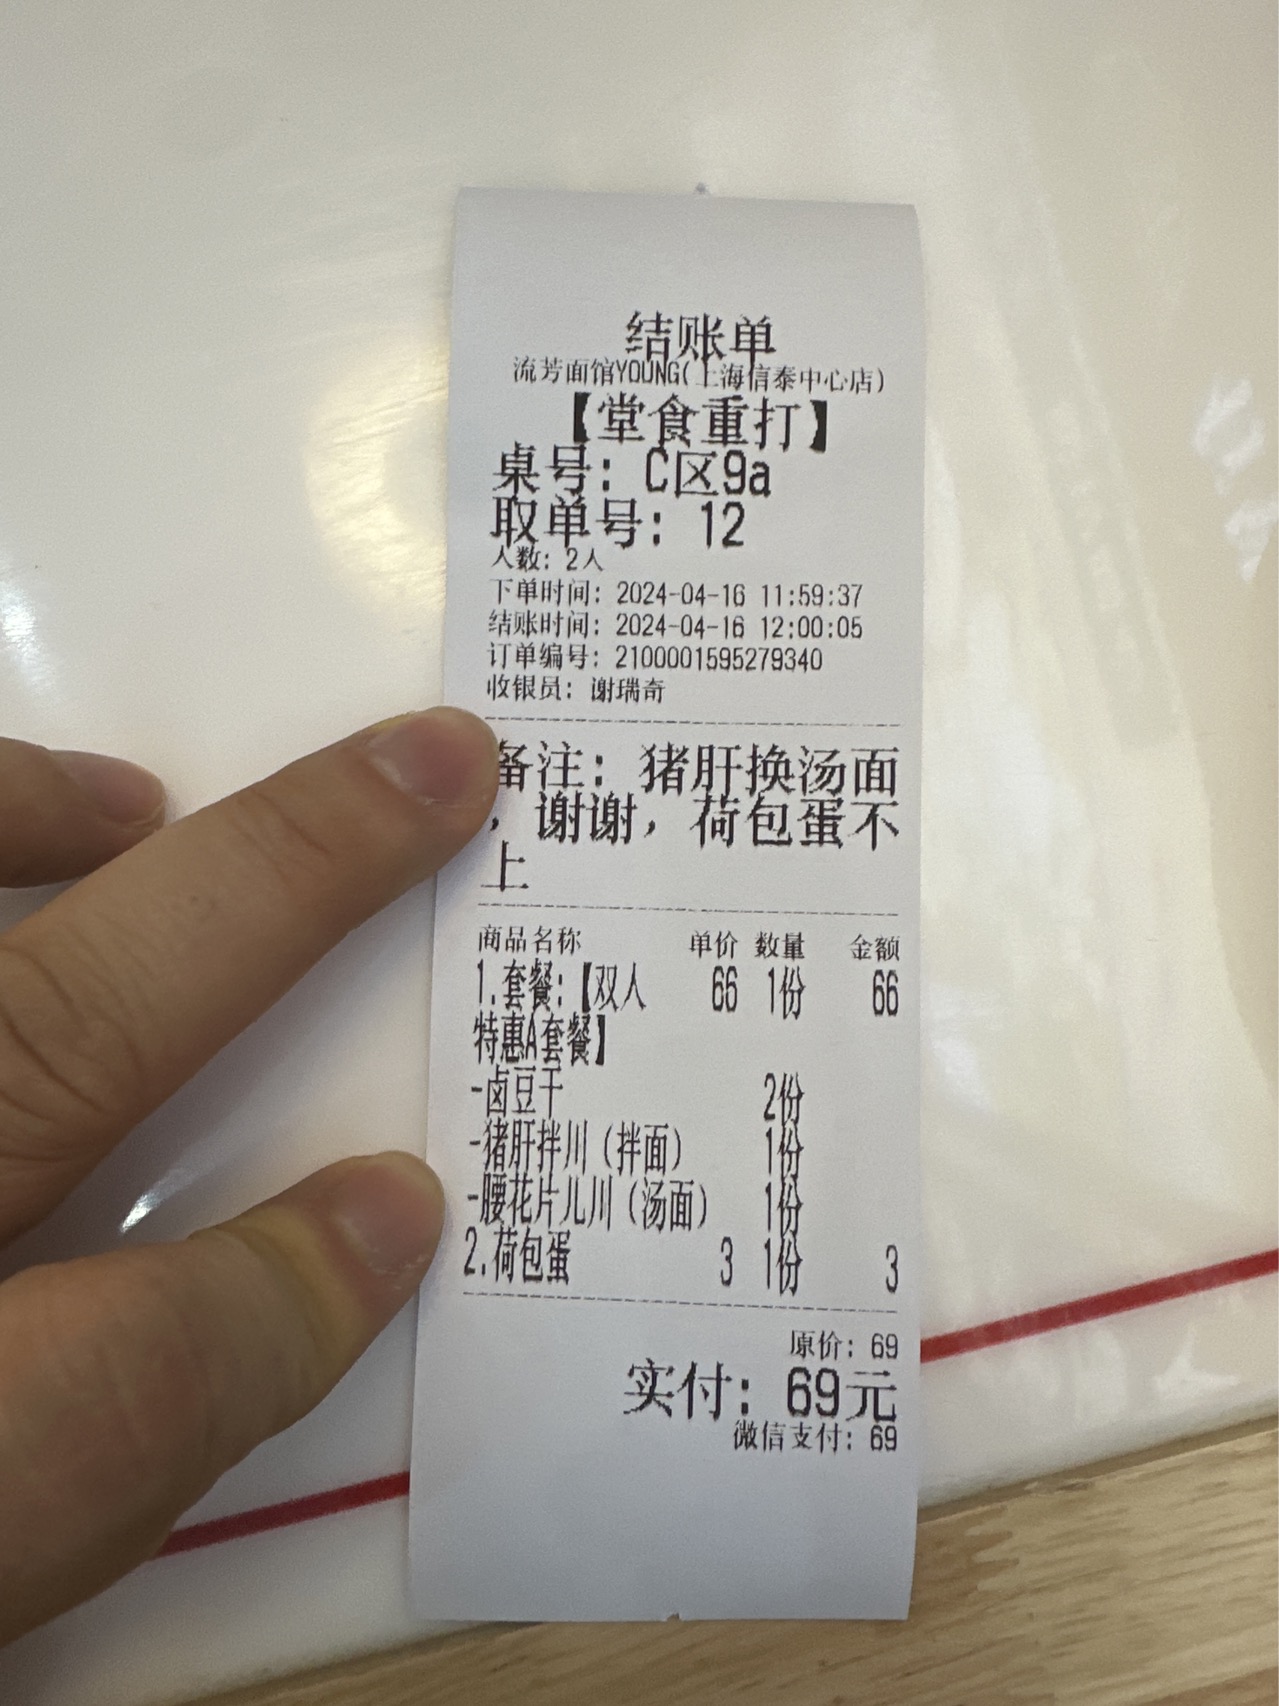 结账单
流芳面馆YOUNG(上海信泰中心店)
【堂食重打】
桌号: C区9a
取单号: 12
人数: 2人
下单时间: 2024-04-16 11:59:37
结账时间: 2024-04-16 12:00:05
订单编号: 2100001595279340
收银员: 谢瑞奇
备注: 猪肝换汤面
, 谢谢, 荷包蛋不
上
商品名称 单价 数量 金额
1.套餐:【双人 66 1份 66
特惠A套餐】
-卤豆干 2份
-猪肝拌川(拌面) 1份
-腰花片儿川(汤面) 1份
2.荷包蛋 3 1份 3
原价: 69
实付: 69元
微信支付: 69